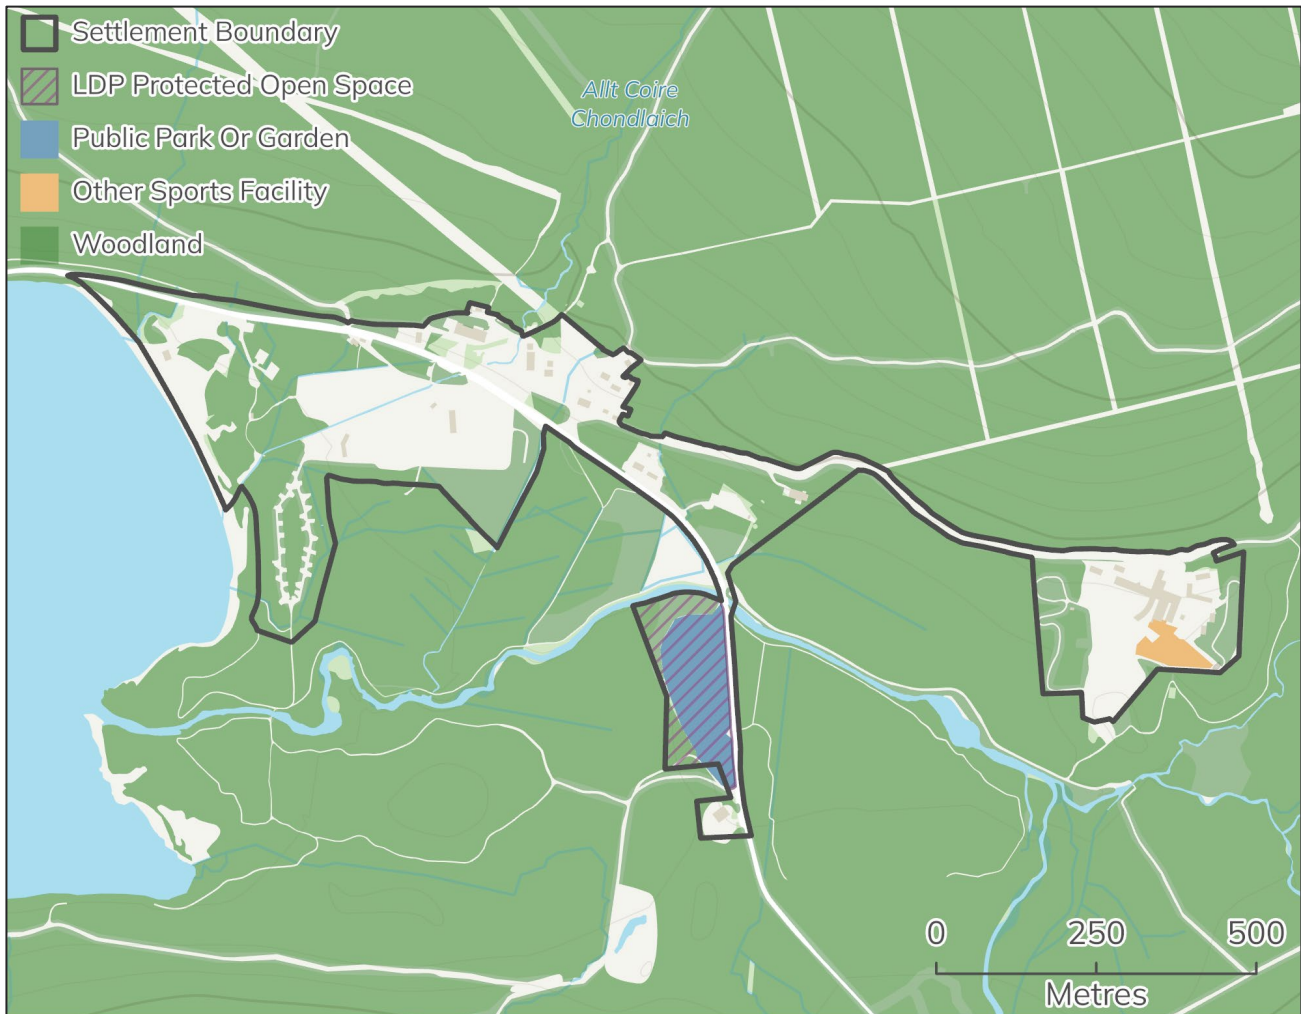 Settlement Boundary
LDP Protected Open Space
Public Park Or Garden
Other Sports Facility
Woodland
Allt Coire
Chondlaich
0 250 500
Metres